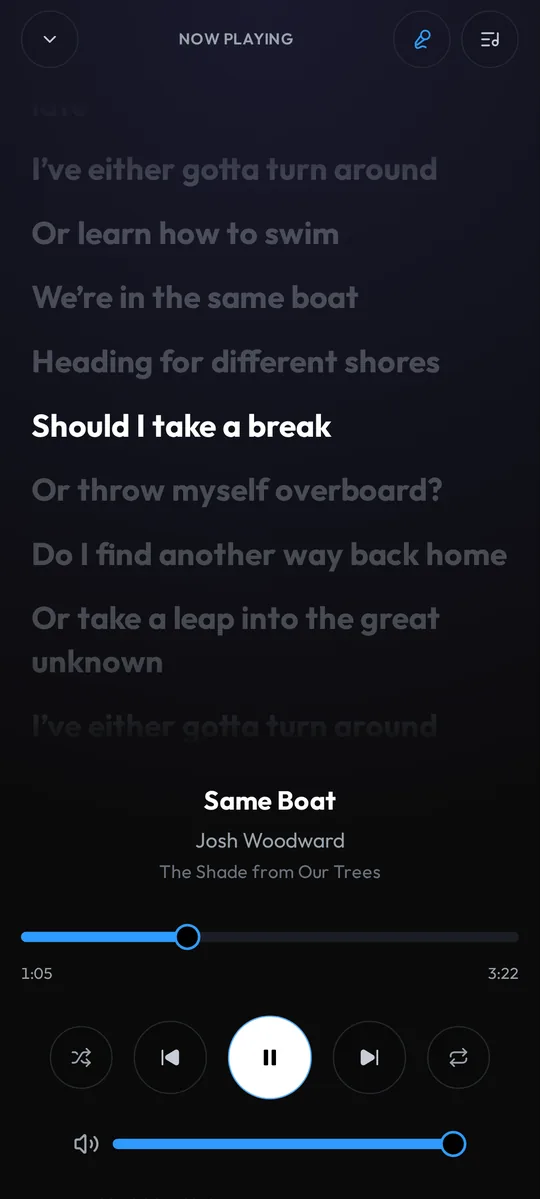 NOW PLAYING
I’ve either gotta turn around
Or learn how to swim
We’re in the same boat
Heading for different shores
Should I take a break
Or throw myself overboard?
Do I find another way back home
Or take a leap into the great
unknown
I’ve either gotta turn around
Same Boat
Josh Woodward
The Shade from Our Trees
1:05
3:22